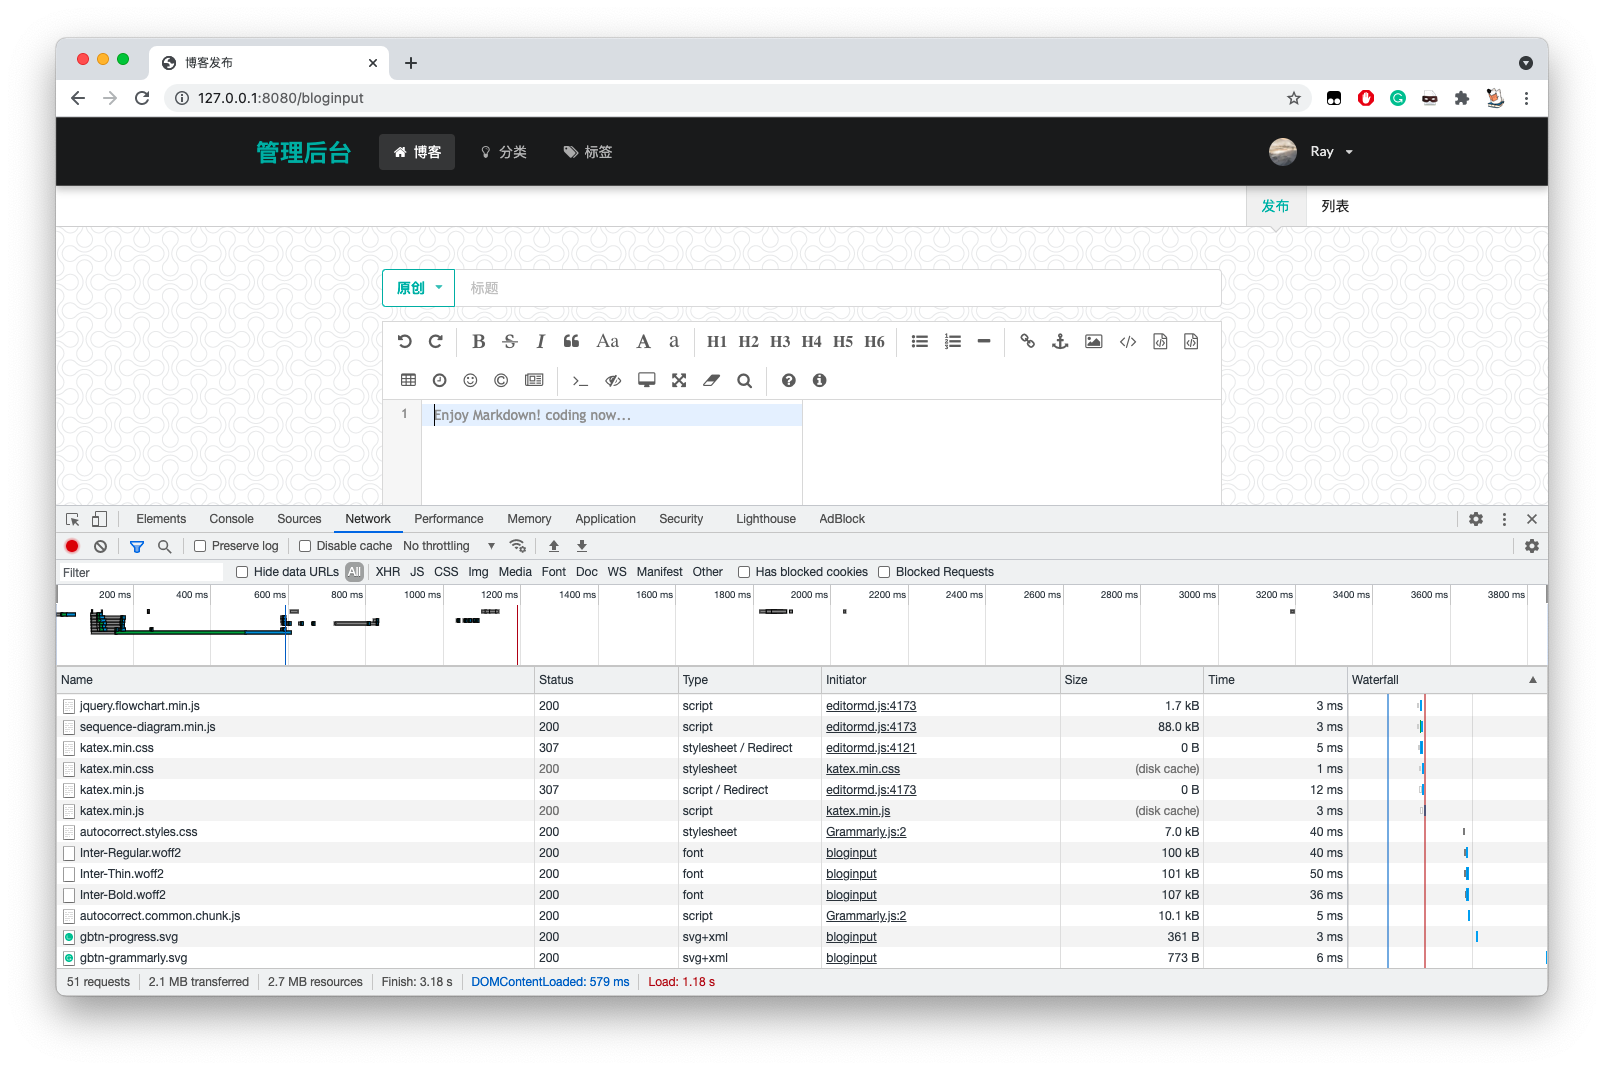 博客发布
127.0.0.1:8080/bloginput
管理后台 博客 分类 标签 Ray
发布 列表
原创 标题
B S I Aa A a H1 H2 H3 H4 H5 H6
1 Enjoy Markdown! coding now...
Elements Console Sources Network Performance Memory Application Security Lighthouse AdBlock
Preserve log Disable cache No throttling
Filter Hide data URLs All XHR JS CSS Img Media Font Doc WS Manifest Other Has blocked cookies Blocked Requests
200 ms 400 ms 600 ms 800 ms 1000 ms 1200 ms 1400 ms 1600 ms 1800 ms 2000 ms 2200 ms 2400 ms 2600 ms 2800 ms 3000 ms 3200 ms 3400 ms 3600 ms 3800 ms
Name Status Type Initiator Size Time Waterfall
jquery.flowchart.min.js 200 script editormd.js:4173 1.7 kB 3 ms
sequence-diagram.min.js 200 script editormd.js:4173 88.0 kB 3 ms
katex.min.css 307 stylesheet / Redirect editormd.js:4121 0 B 5 ms
katex.min.css 200 stylesheet katex.min.css (disk cache) 1 ms
katex.min.js 307 script / Redirect editormd.js:4173 0 B 12 ms
katex.min.js 200 script katex.min.js (disk cache) 3 ms
autocorrect.styles.css 200 stylesheet Grammarly.js:2 7.0 kB 40 ms
Inter-Regular.woff2 200 font bloginput 100 kB 40 ms
Inter-Thin.woff2 200 font bloginput 101 kB 50 ms
Inter-Bold.woff2 200 font bloginput 107 kB 36 ms
autocorrect.common.chunk.js 200 script Grammarly.js:2 10.1 kB 5 ms
gbtn-progress.svg 200 svg+xml bloginput 361 B 3 ms
gbtn-grammarly.svg 200 svg+xml bloginput 773 B 6 ms
51 requests 2.1 MB transferred 2.7 MB resources Finish: 3.18 s DOMContentLoaded: 579 ms Load: 1.18 s